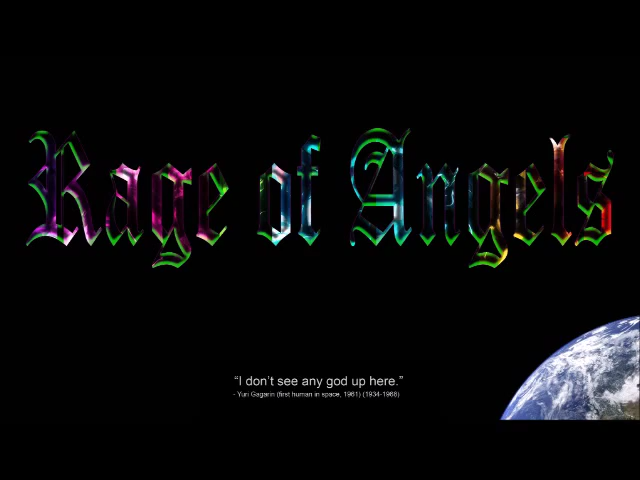 Rage of Angels
“I don't see any god up here.”
- Yuri Gagarin (first human in space, 1961) (1934-1968)